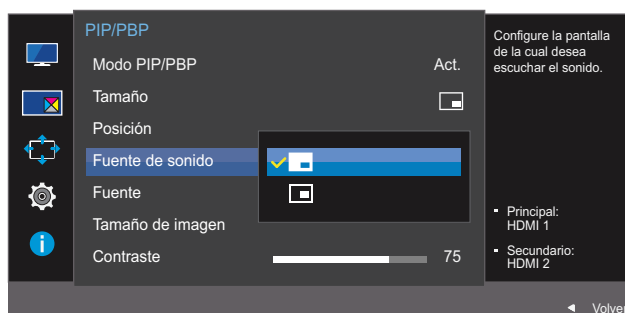 PIP/PBP
Modo PIP/PBP Act.
Tamaño
Posición
Fuente de sonido
Fuente
Tamaño de imagen
Contraste 75
Configure la pantalla
de la cual desea
escuchar el sonido.
Principal:
HDMI 1
Secundario:
HDMI 2
Volver